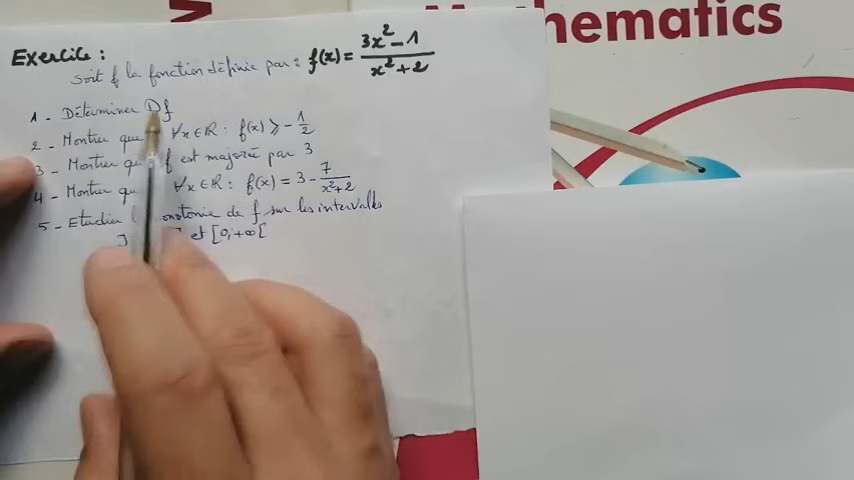 Mathematics
Exercice :
soit f la fonction définie par : f(x) = (3x² - 1)/(x² + 2)
1 - Déterminer Df
2 - Montrer que ∀x ∈ ℝ : f(x) ⩾ - 1/2
3 - Montrer que f est majorée par 3
4 - Montrer que ∀x ∈ ℝ : f(x) = 3 - 7/(x² + 2)
5 - Etudier monotonie de f sur les intervalles
] et [0; +∞[